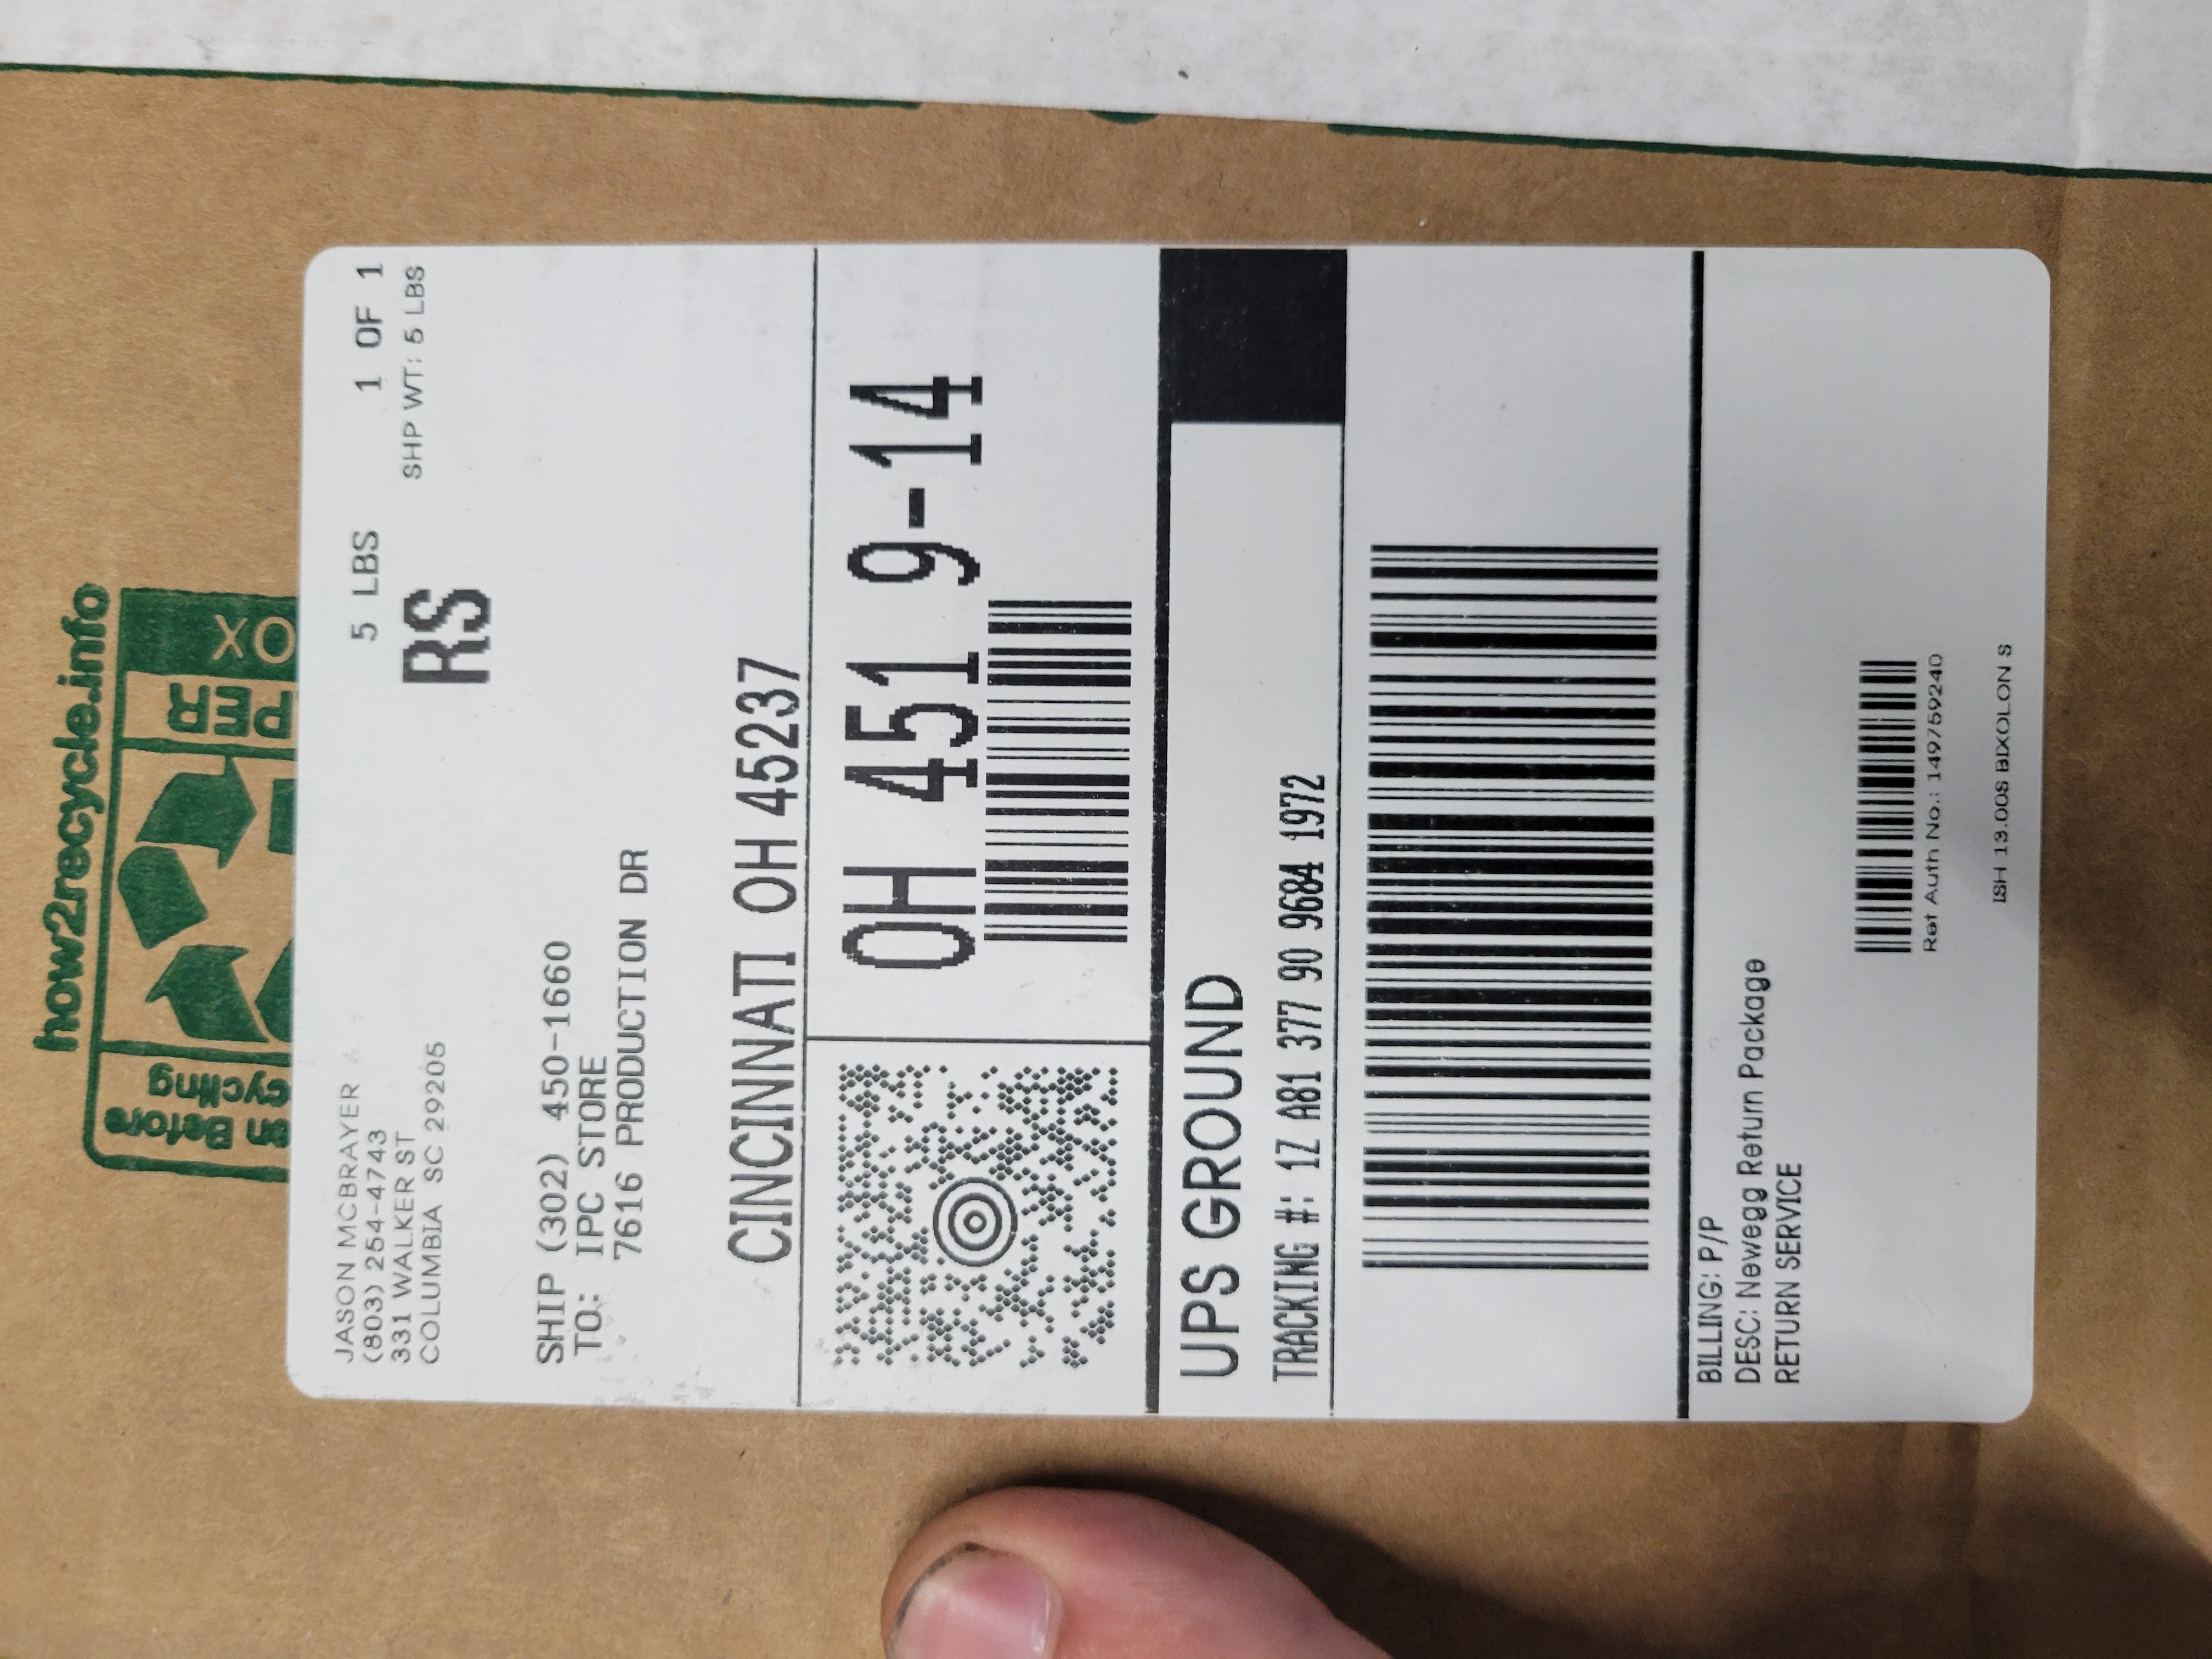 how2recycle.info
JASON MCBRAYER
(803) 254-4743
331 WALKER ST
COLUMBIA SC 29205
5 LBS
1 OF 1
SHP WT: 5 LBS
RS
SHIP (302) 450-1660
TO: IPC STORE
7616 PRODUCTION DR
CINCINNATI OH 45237
OH 451 9-14
UPS GROUND
TRACKING #: 1Z A81 377 90 9684 1972
BILLING: P/P
DESC: Newegg Return Package
RETURN SERVICE
Ret Auth No.: 149759240
ISH 13.00S BIXOLON S